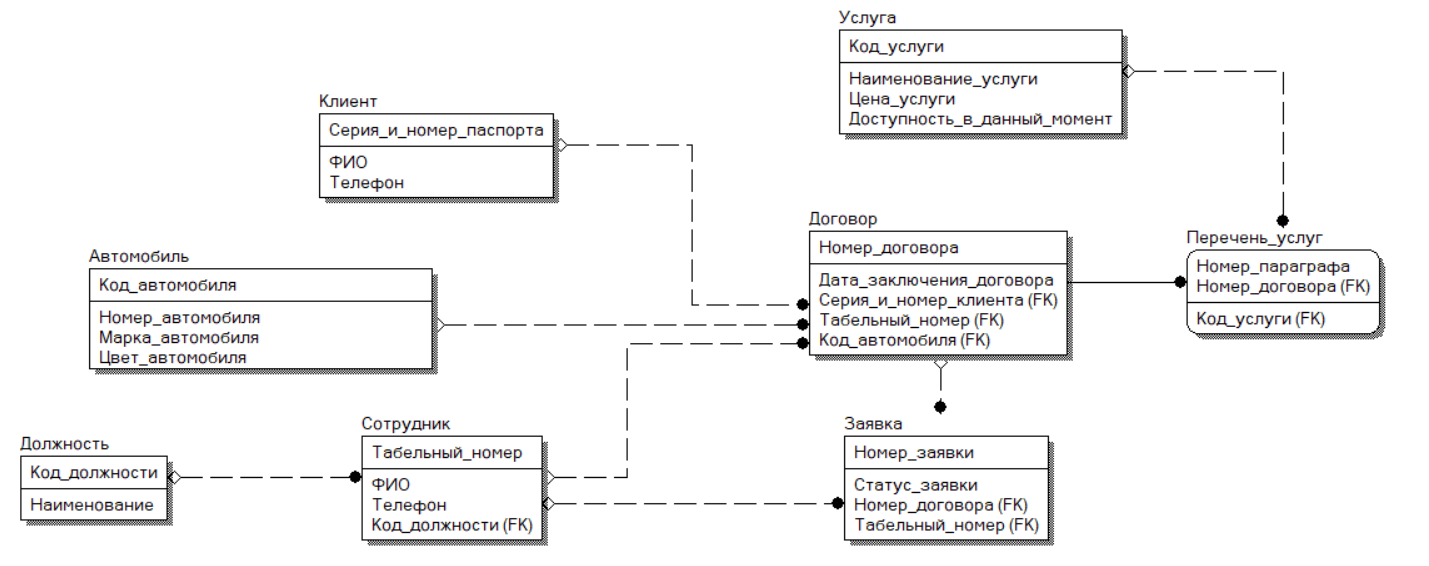 Услуга
Код_услуги
Наименование_услуги
Цена_услуги
Доступность_в_данный_момент
Клиент
Серия_и_номер_паспорта
ФИО
Телефон
Договор
Номер_договора
Дата_заключения_договора
Серия_и_номер_клиента (FK)
Табельный_номер (FK)
Код_автомобиля (FK)
Перечень_услуг
Номер_параграфа
Номер_договора (FK)
Код_услуги (FK)
Автомобиль
Код_автомобиля
Номер_автомобиля
Марка_автомобиля
Цвет_автомобиля
Должность
Код_должности
Наименование
Сотрудник
Табельный_номер
ФИО
Телефон
Код_должности (FK)
Заявка
Номер_заявки
Статус_заявки
Номер_договора (FK)
Табельный_номер (FK)